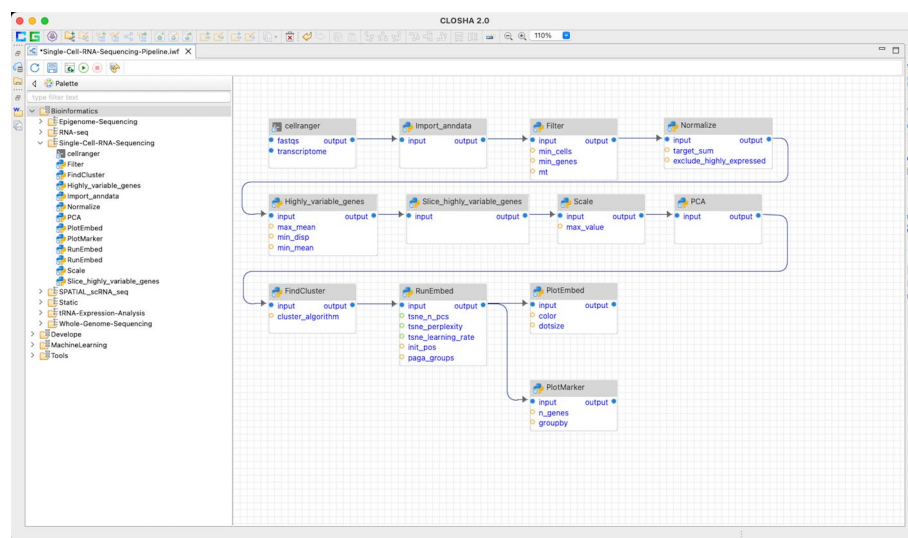 CLOSHA 2.0
110%
*Single-Cell-RNA-Sequencing-Pipeline.iwf
Palette
type filter text
Bioinformatics
Epigenome-Sequencing
RNA-seq
Single-Cell-RNA-Sequencing
cellranger
Filter
FindCluster
Highly_variable_genes
Import_anndata
Normalize
PCA
PlotEmbed
PlotMarker
RunEmbed
RunEmbed
Scale
Slice_highly_variable_genes
SPATIAL_scRNA_seq
Static
tRNA-Expression-Analysis
Whole-Genome-Sequencing
Develope
MachineLearning
Tools
cellranger
fastqs output
transcriptome
Import_anndata
input output
Filter
input output
min_cells
min_genes
mt
Normalize
input output
target_sum
exclude_highly_expressed
Highly_variable_genes
input output
max_mean
min_disp
min_mean
Slice_highly_variable_genes
input output
Scale
input output
max_value
PCA
input output
FindCluster
input output
cluster_algorithm
RunEmbed
input output
tsne_n_pcs
tsne_perplexity
tsne_learning_rate
init_pos
paga_groups
PlotEmbed
input output
color
dotsize
PlotMarker
input output
n_genes
groupby